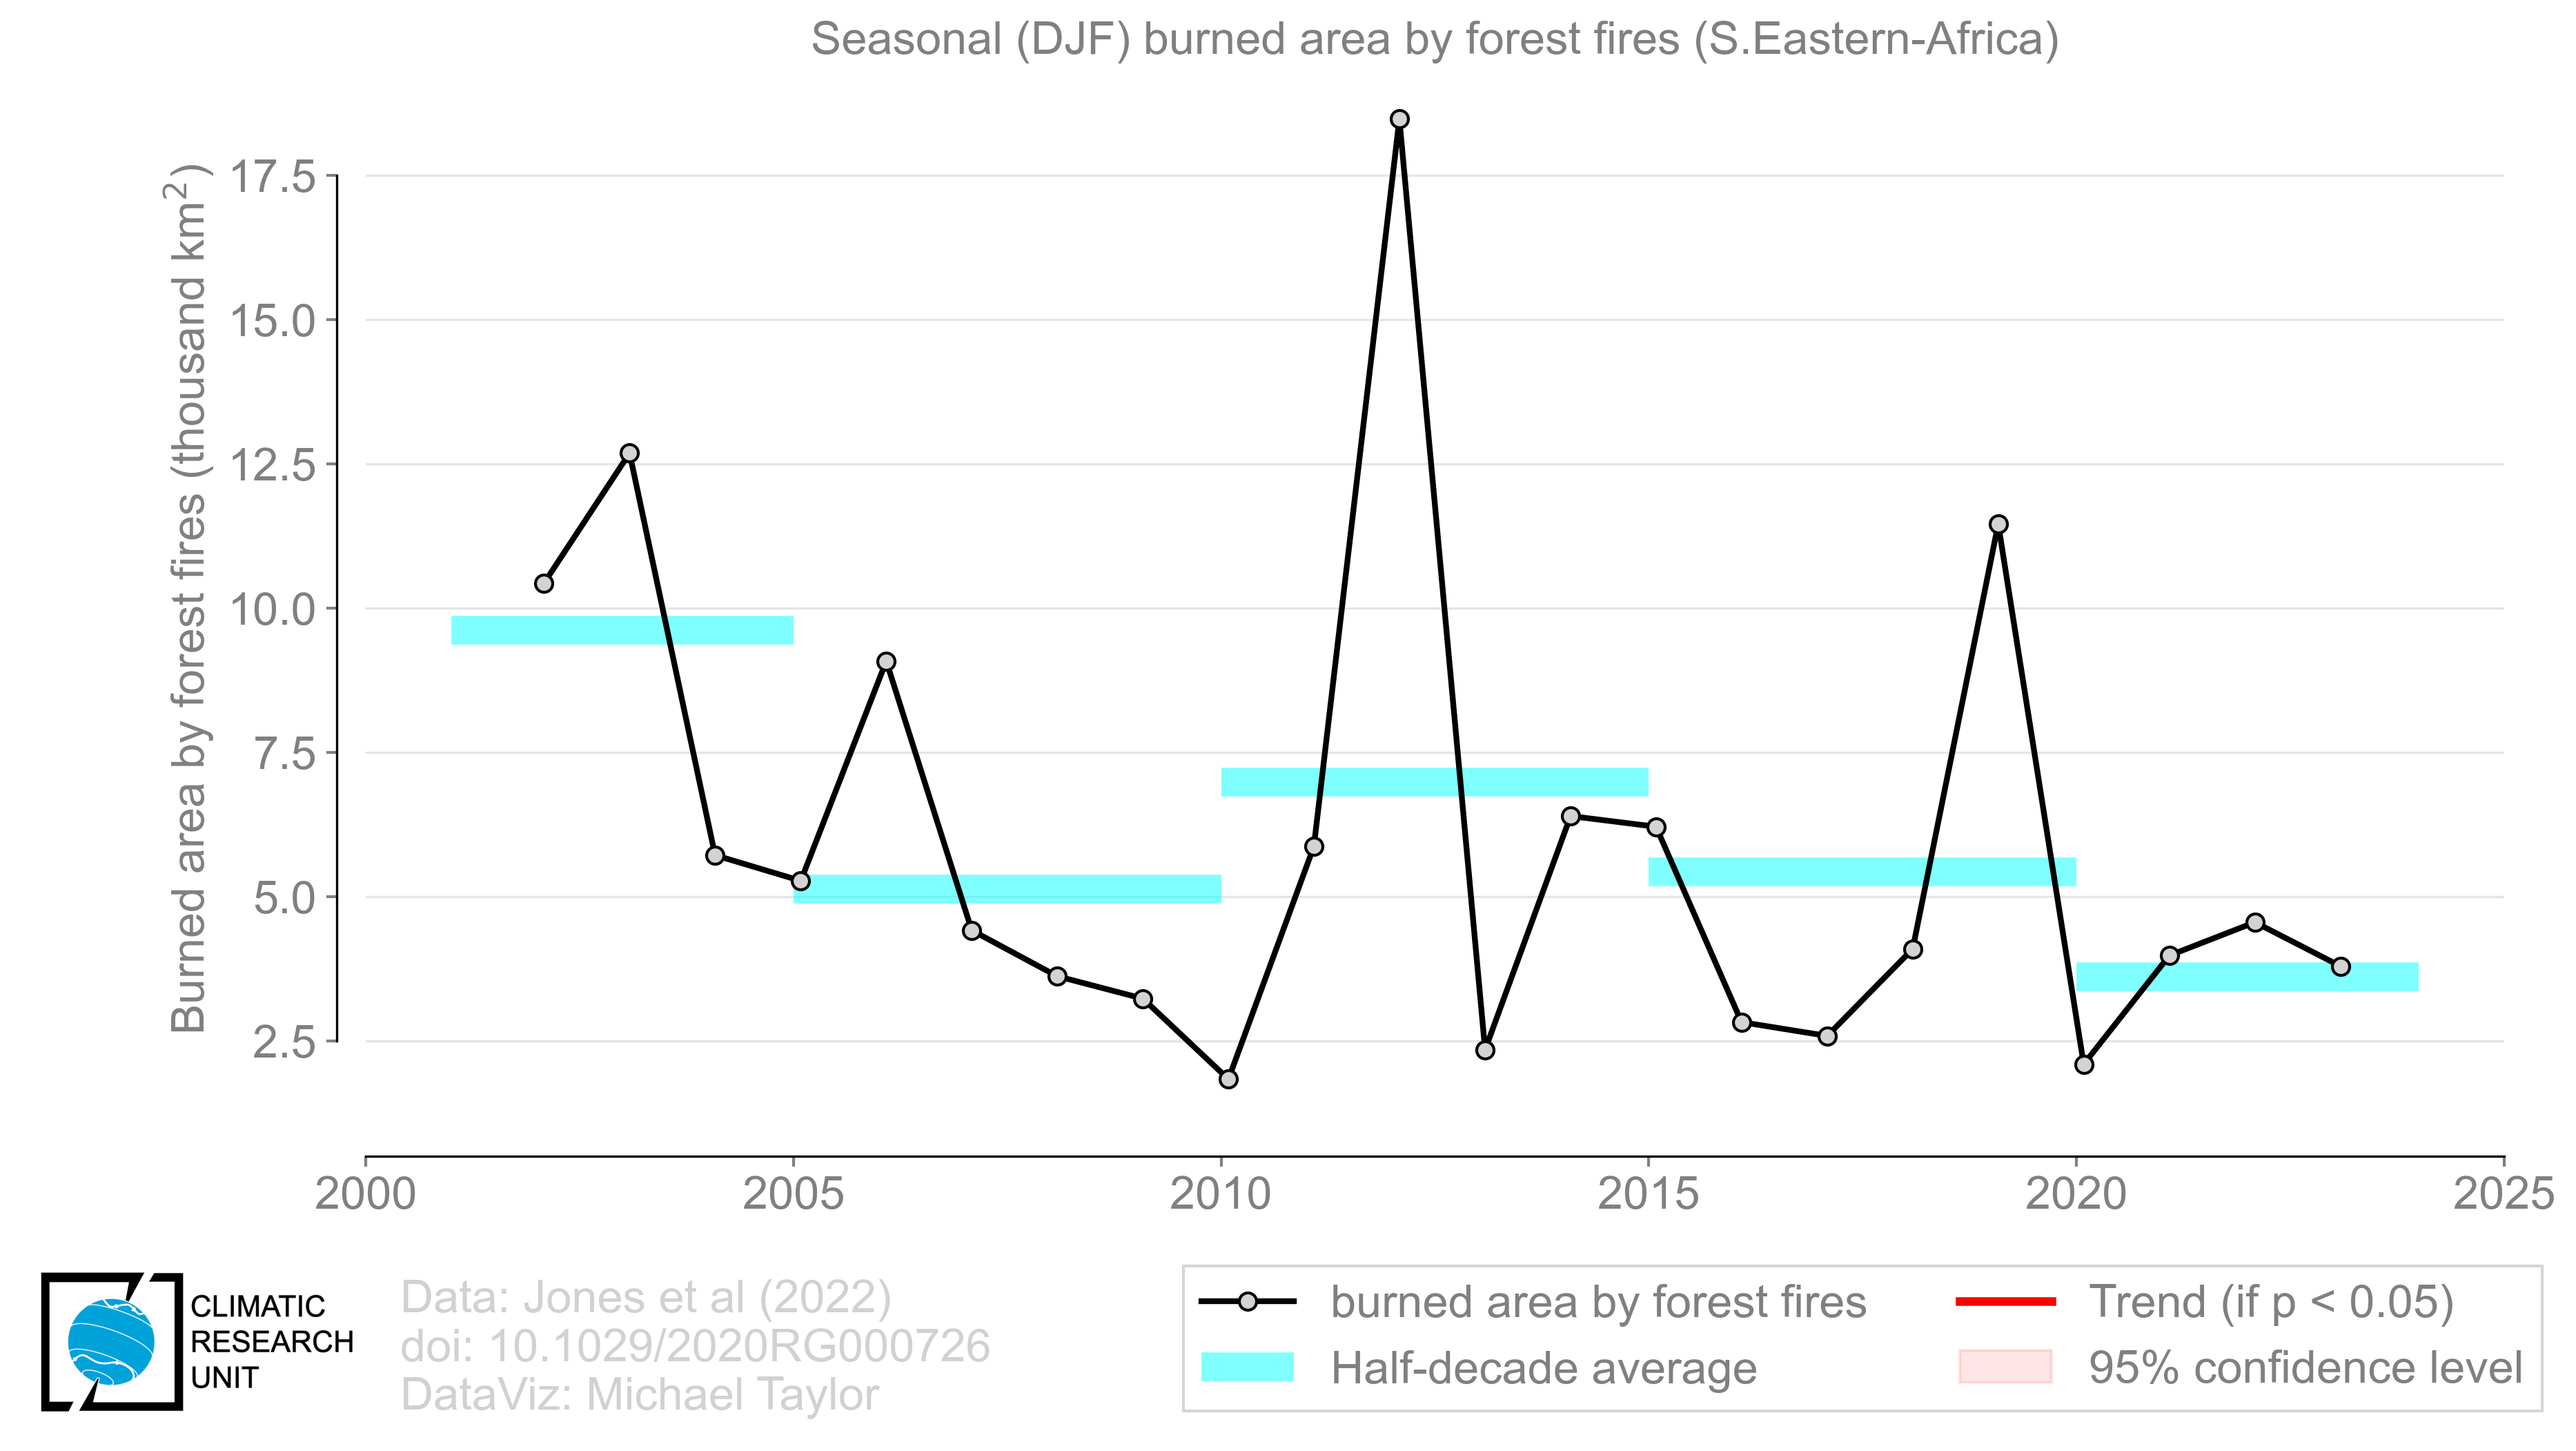 Seasonal (DJF) burned area by forest fires (S.Eastern-Africa)
Burned area by forest fires (thousand km²)
17.5
15.0
12.5
10.0
7.5
5.0
2.5
2000 2005 2010 2015 2020 2025
CLIMATIC
RESEARCH
UNIT
Data: Jones et al (2022)
doi: 10.1029/2020RG000726
DataViz: Michael Taylor
burned area by forest fires
Half-decade average
Trend (if p < 0.05)
95% confidence level